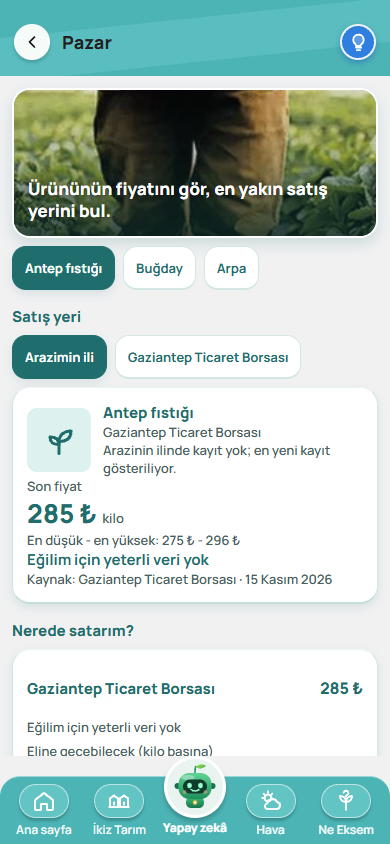 Pazar
Ürününün fiyatını gör, en yakın satış
yerini bul.
Antep fıstığı
Buğday
Arpa
Satış yeri
Arazimin ili
Gaziantep Ticaret Borsası
Antep fıstığı
Gaziantep Ticaret Borsası
Arazinin ilinde kayıt yok; en yeni kayıt
gösteriliyor.
Son fiyat
285 ₺ kilo
En düşük - en yüksek: 275 ₺ - 296 ₺
Eğilim için yeterli veri yok
Kaynak: Gaziantep Ticaret Borsası · 15 Kasım 2026
Nerede satarım?
Gaziantep Ticaret Borsası 285 ₺
Eğilim için yeterli veri yok
Eline geçebilecek (kilo başına)
Ana sayfa
İkiz Tarım
Yapay zekâ
Hava
Ne Eksem